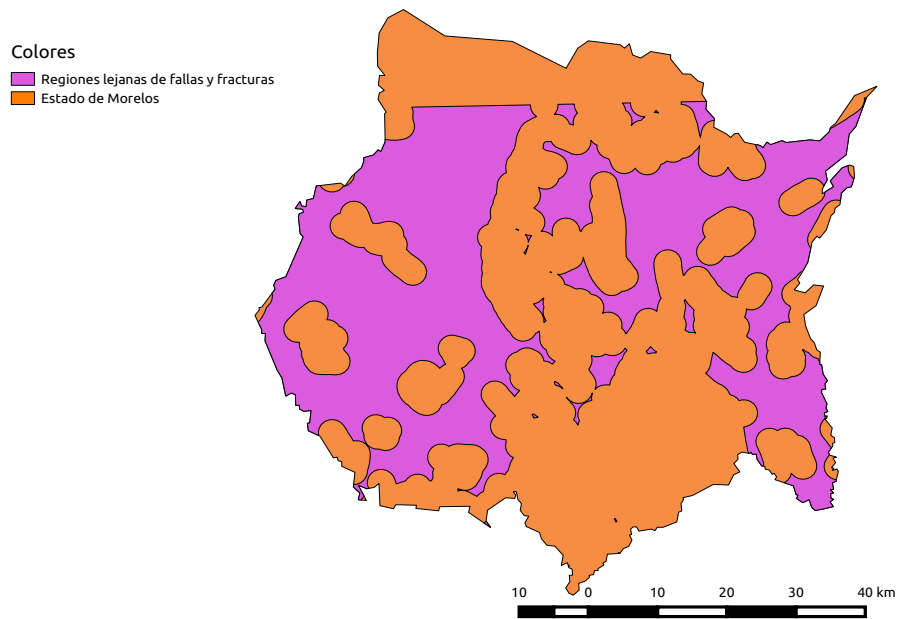 Colores
Regiones lejanas de fallas y fracturas
Estado de Morelos
10 0 10 20 30 40 km